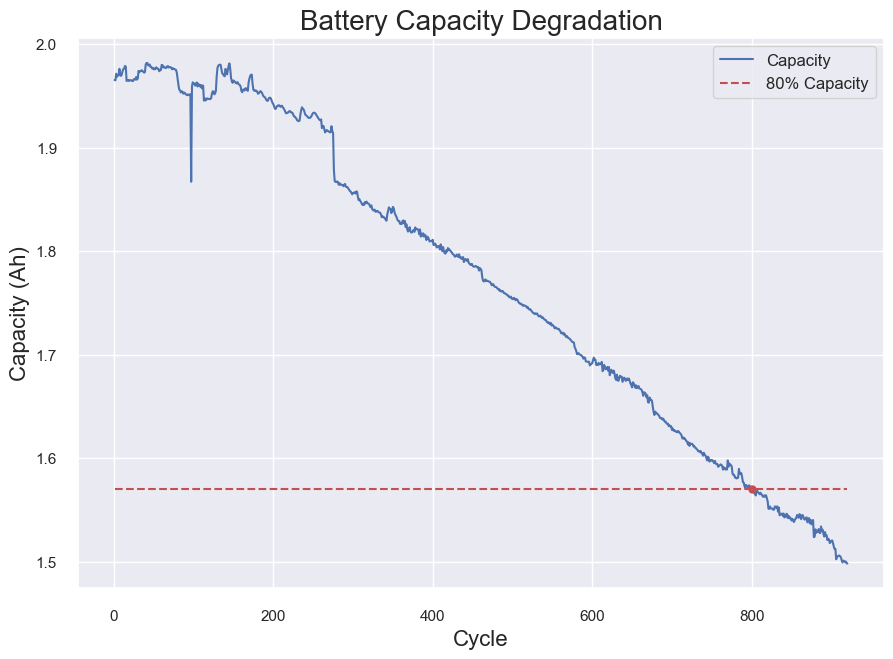 Battery Capacity Degradation
Capacity
80% Capacity
2.0
1.9
1.8
1.7
1.6
1.5
Capacity (Ah)
0 200 400 600 800
Cycle